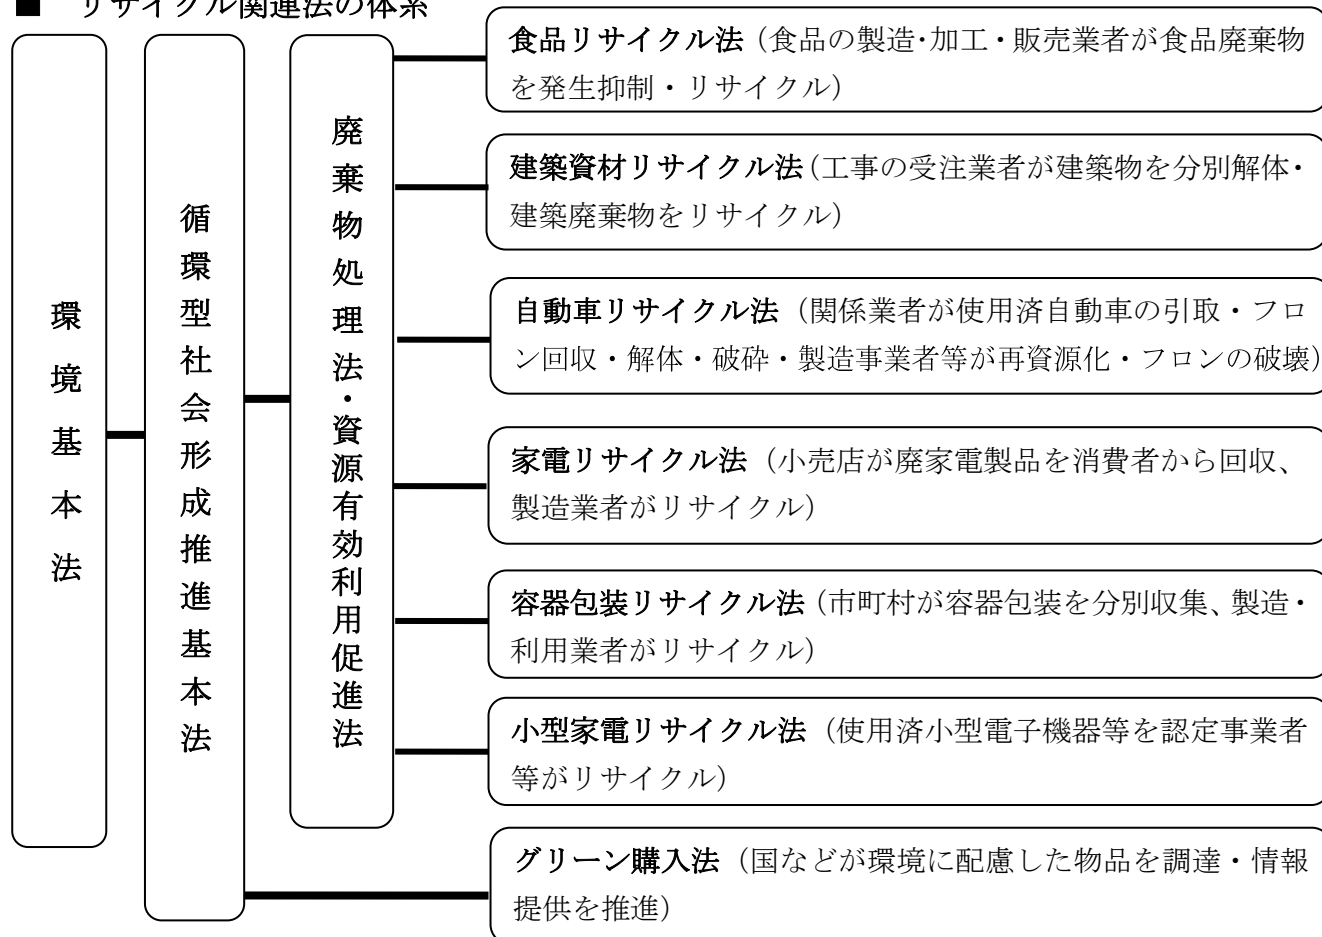 ■ リサイクル関連法の体系
環境基本法
循環型社会形成推進基本法
廃棄物処理法・資源有効利用促進法
食品リサイクル法（食品の製造・加工・販売業者が食品廃棄物
を発生抑制・リサイクル）
建築資材リサイクル法（工事の受注業者が建築物を分別解体・
建築廃棄物をリサイクル）
自動車リサイクル法（関係業者が使用済自動車の引取・フロ
ン回収・解体・破砕・製造事業者等が再資源化・フロンの破壊）
家電リサイクル法（小売店が廃家電製品を消費者から回収、
製造業者がリサイクル）
容器包装リサイクル法（市町村が容器包装を分別収集、製造・
利用業者がリサイクル）
小型家電リサイクル法（使用済小型電子機器等を認定事業者
等がリサイクル）
グリーン購入法（国などが環境に配慮した物品を調達・情報
提供を推進）